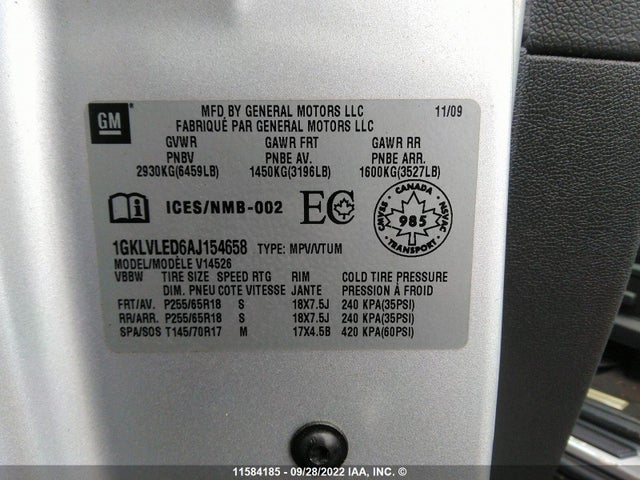 GM
MFD BY GENERAL MOTORS LLC 11/09
FABRIQUÉ PAR GENERAL MOTORS LLC
GVWR GAWR FRT GAWR RR
PNBV PNBE AV. PNBE ARR.
2930KG(6459LB) 1450KG(3196LB) 1600KG(3527LB)
ICES/NMB-002 EC
CANADA
CMVSS 985 NSVAC
TRANSPORT
1GKLVLED6AJ154658 TYPE: MPV/VTUM
MODEL/MODÈLE V14526
VBBW TIRE SIZE SPEED RTG RIM COLD TIRE PRESSURE
DIM. PNEU COTE VITESSE JANTE PRESSION À FROID
FRT/AV. P255/65R18 S 18X7.5J 240 KPA(35PSI)
RR/ARR. P255/65R18 S 18X7.5J 240 KPA(35PSI)
SPA/SOS T145/70R17 M 17X4.5B 420 KPA(60PSI)
11584185 - 09/28/2022 IAA, INC. ©